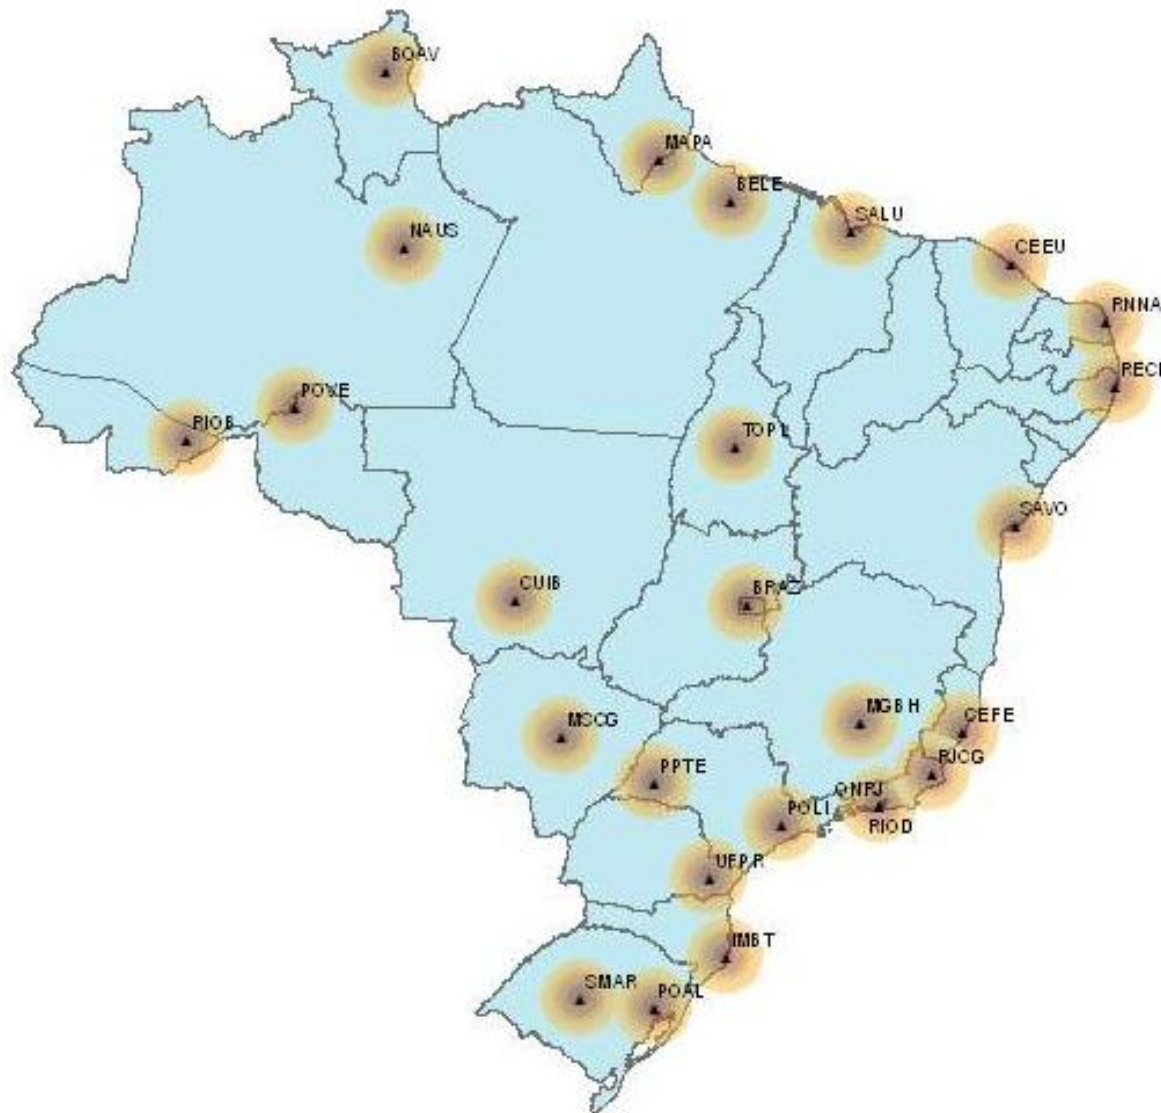 BOAV
MAPA
BELE
SALU
NAUS
CEEU
RNNA
RECF
POVE
RIOB
TOPL
SAVO
CUIB
BRAZ
MGBH
CEFE
MSCG
RJCG
PPTE
ONRJ
POLI
RIOD
UFPR
IMBT
SMAR
POAL